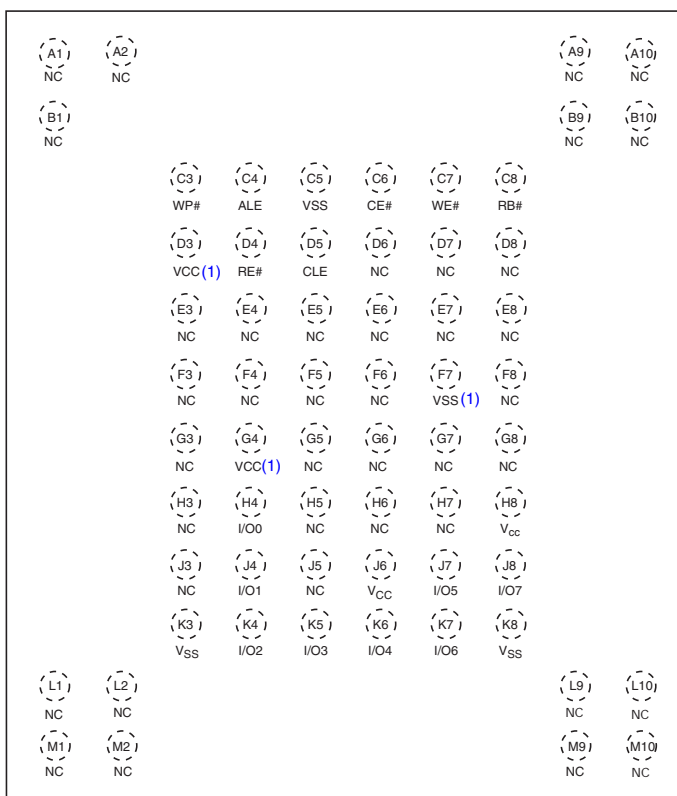 A1 A2 A9 A10
NC NC NC NC
B1 B9 B10
NC NC NC
C3 C4 C5 C6 C7 C8
WP# ALE VSS CE# WE# RB#
D3 D4 D5 D6 D7 D8
VCC(1) RE# CLE NC NC NC
E3 E4 E5 E6 E7 E8
NC NC NC NC NC NC
F3 F4 F5 F6 F7 F8
NC NC NC NC VSS(1) NC
G3 G4 G5 G6 G7 G8
NC VCC(1) NC NC NC NC
H3 H4 H5 H6 H7 H8
NC I/O0 NC NC NC Vcc
J3 J4 J5 J6 J7 J8
NC I/O1 NC VCC I/O5 I/O7
K3 K4 K5 K6 K7 K8
VSS I/O2 I/O3 I/O4 I/O6 VSS
L1 L2 L9 L10
NC NC NC NC
M1 M2 M9 M10
NC NC NC NC